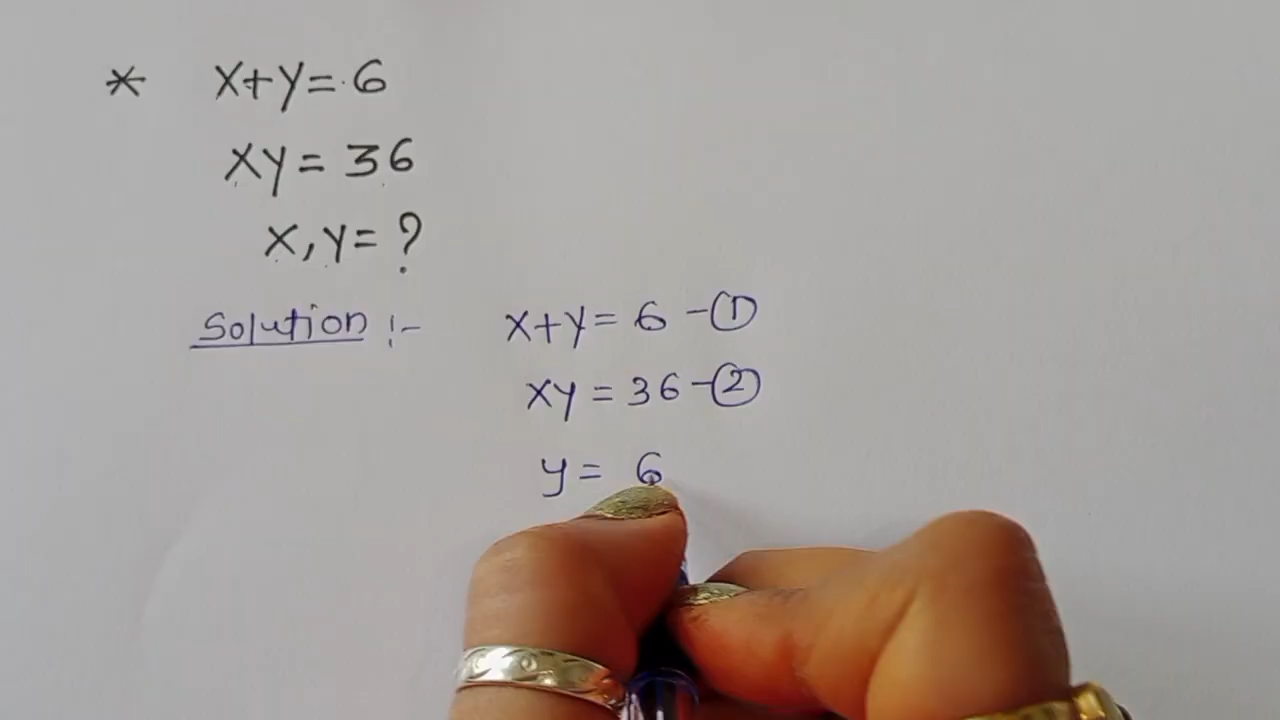 * X+Y=6
XY=36
X,Y=?
Solution :-
X+Y=6 -①
XY=36-②
y= 6